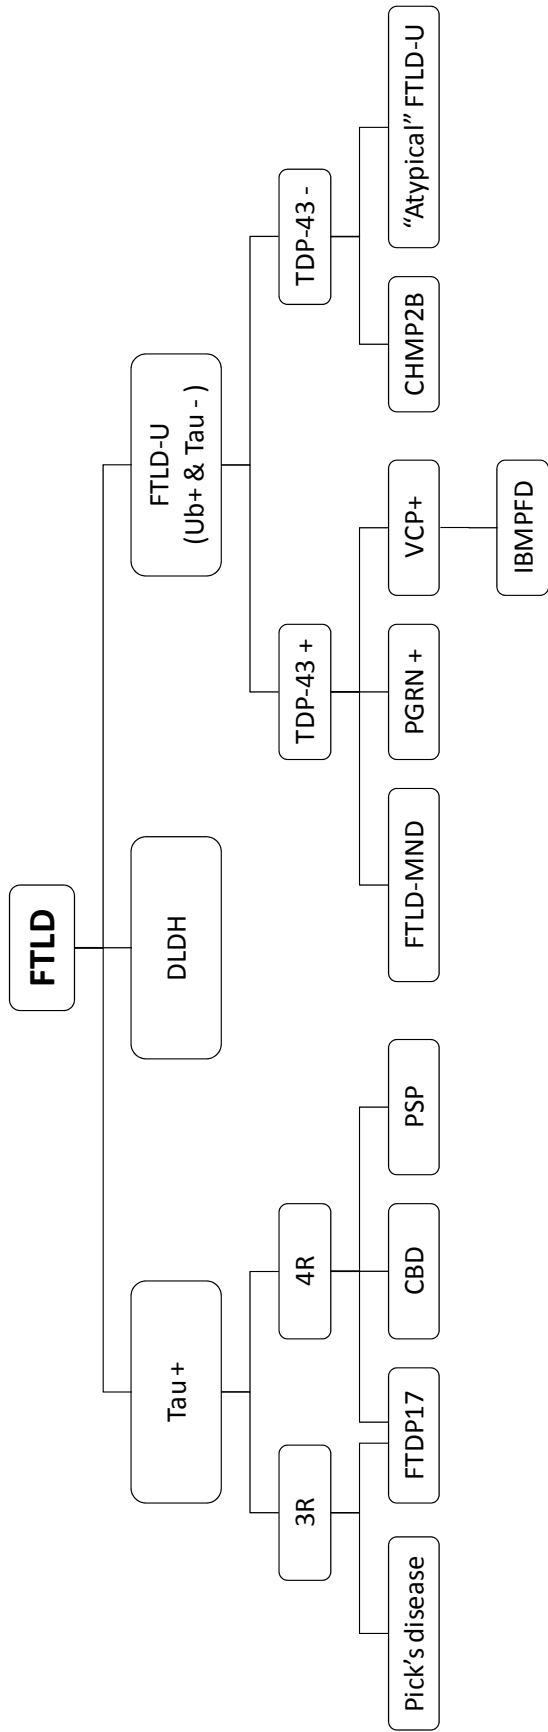 FTLD
Tau +
DLDH
FTLD-U
(Ub+ & Tau - )
3R
4R
TDP-43 +
TDP-43 -
Pick's disease
FTDP17
CBD
PSP
FTLD-MND
PGRN +
VCP+
CHMP2B
“Atypical” FTLD-U
IBMPFD